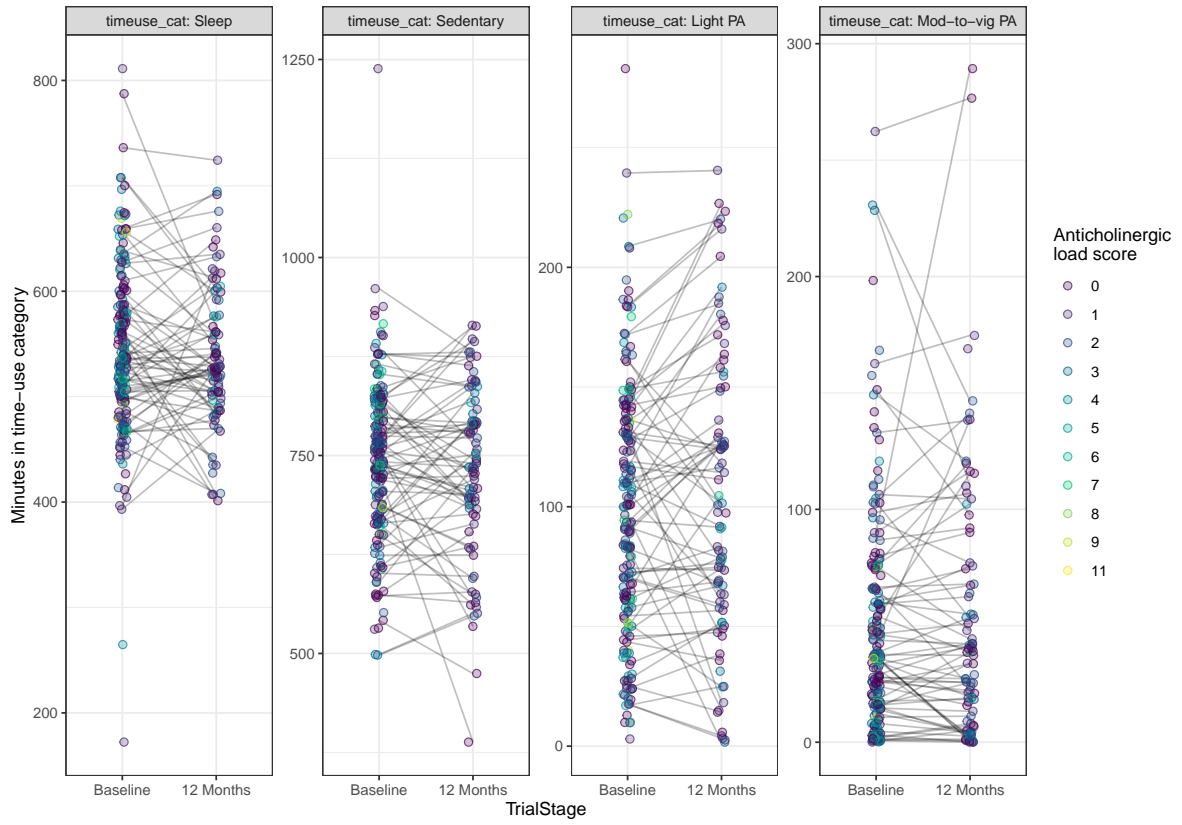 timeuse_cat: Sleep
timeuse_cat: Sedentary
timeuse_cat: Light PA
timeuse_cat: Mod−to−vig PA
Minutes in time−use category
800
600
400
200
1250
1000
750
500
200
100
0
300
200
100
0
Baseline
12 Months
Baseline
12 Months
Baseline
12 Months
Baseline
12 Months
TrialStage
Anticholinergic
load score
0
1
2
3
4
5
6
7
8
9
11